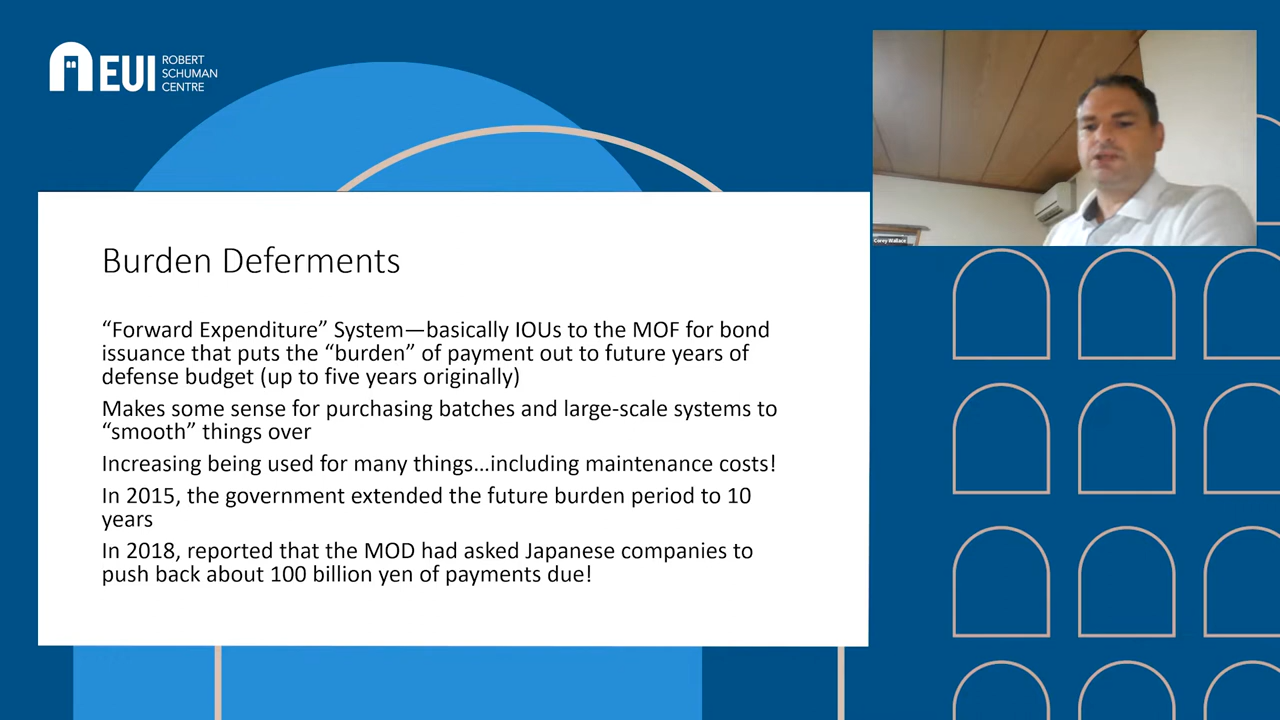 EUI
ROBERT
SCHUMAN
CENTRE
Corey Wallace
Burden Deferments
“Forward Expenditure” System—basically IOUs to the MOF for bond
issuance that puts the “burden” of payment out to future years of
defense budget (up to five years originally)
Makes some sense for purchasing batches and large-scale systems to
“smooth” things over
Increasing being used for many things…including maintenance costs!
In 2015, the government extended the future burden period to 10
years
In 2018, reported that the MOD had asked Japanese companies to
push back about 100 billion yen of payments due!